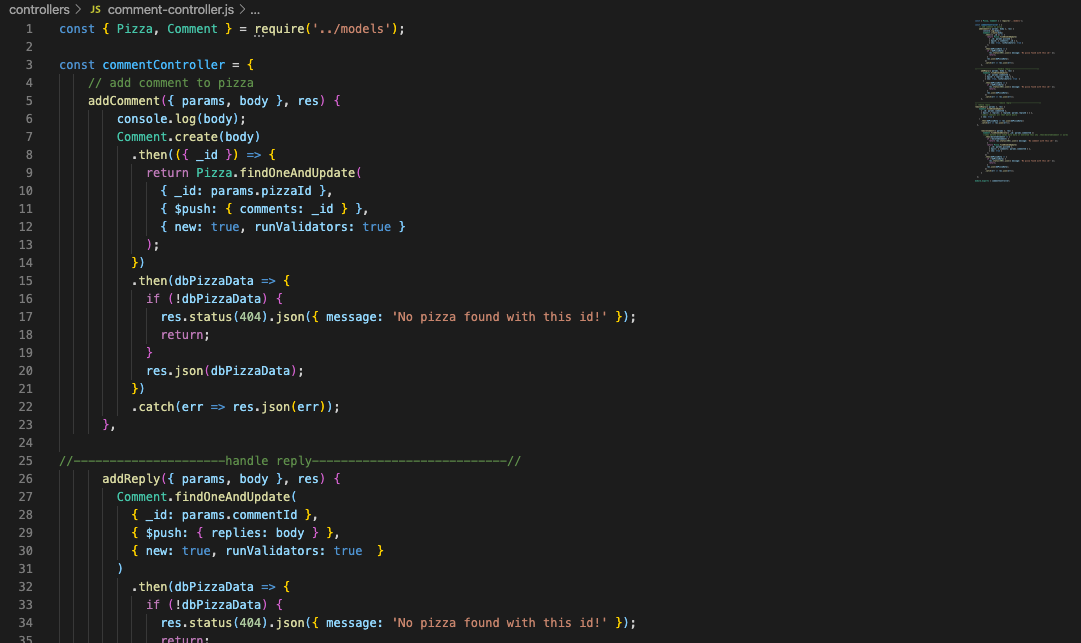 controllers > JS comment-controller.js > ...
1 const { Pizza, Comment } = require('../models');
2
3 const commentController = {
4 // add comment to pizza
5 addComment({ params, body }, res) {
6 console.log(body);
7 Comment.create(body)
8 .then(({ _id }) => {
9 return Pizza.findOneAndUpdate(
10 { _id: params.pizzaId },
11 { $push: { comments: _id } },
12 { new: true, runValidators: true }
13 );
14 })
15 .then(dbPizzaData => {
16 if (!dbPizzaData) {
17 res.status(404).json({ message: 'No pizza found with this id!' });
18 return;
19 }
20 res.json(dbPizzaData);
21 })
22 .catch(err => res.json(err));
23 },
24
25 //---------------------handle reply---------------------------//
26 addReply({ params, body }, res) {
27 Comment.findOneAndUpdate(
28 { _id: params.commentId },
29 { $push: { replies: body } },
30 { new: true, runValidators: true }
31 )
32 .then(dbPizzaData => {
33 if (!dbPizzaData) {
34 res.status(404).json({ message: 'No pizza found with this id!' });
35 return;